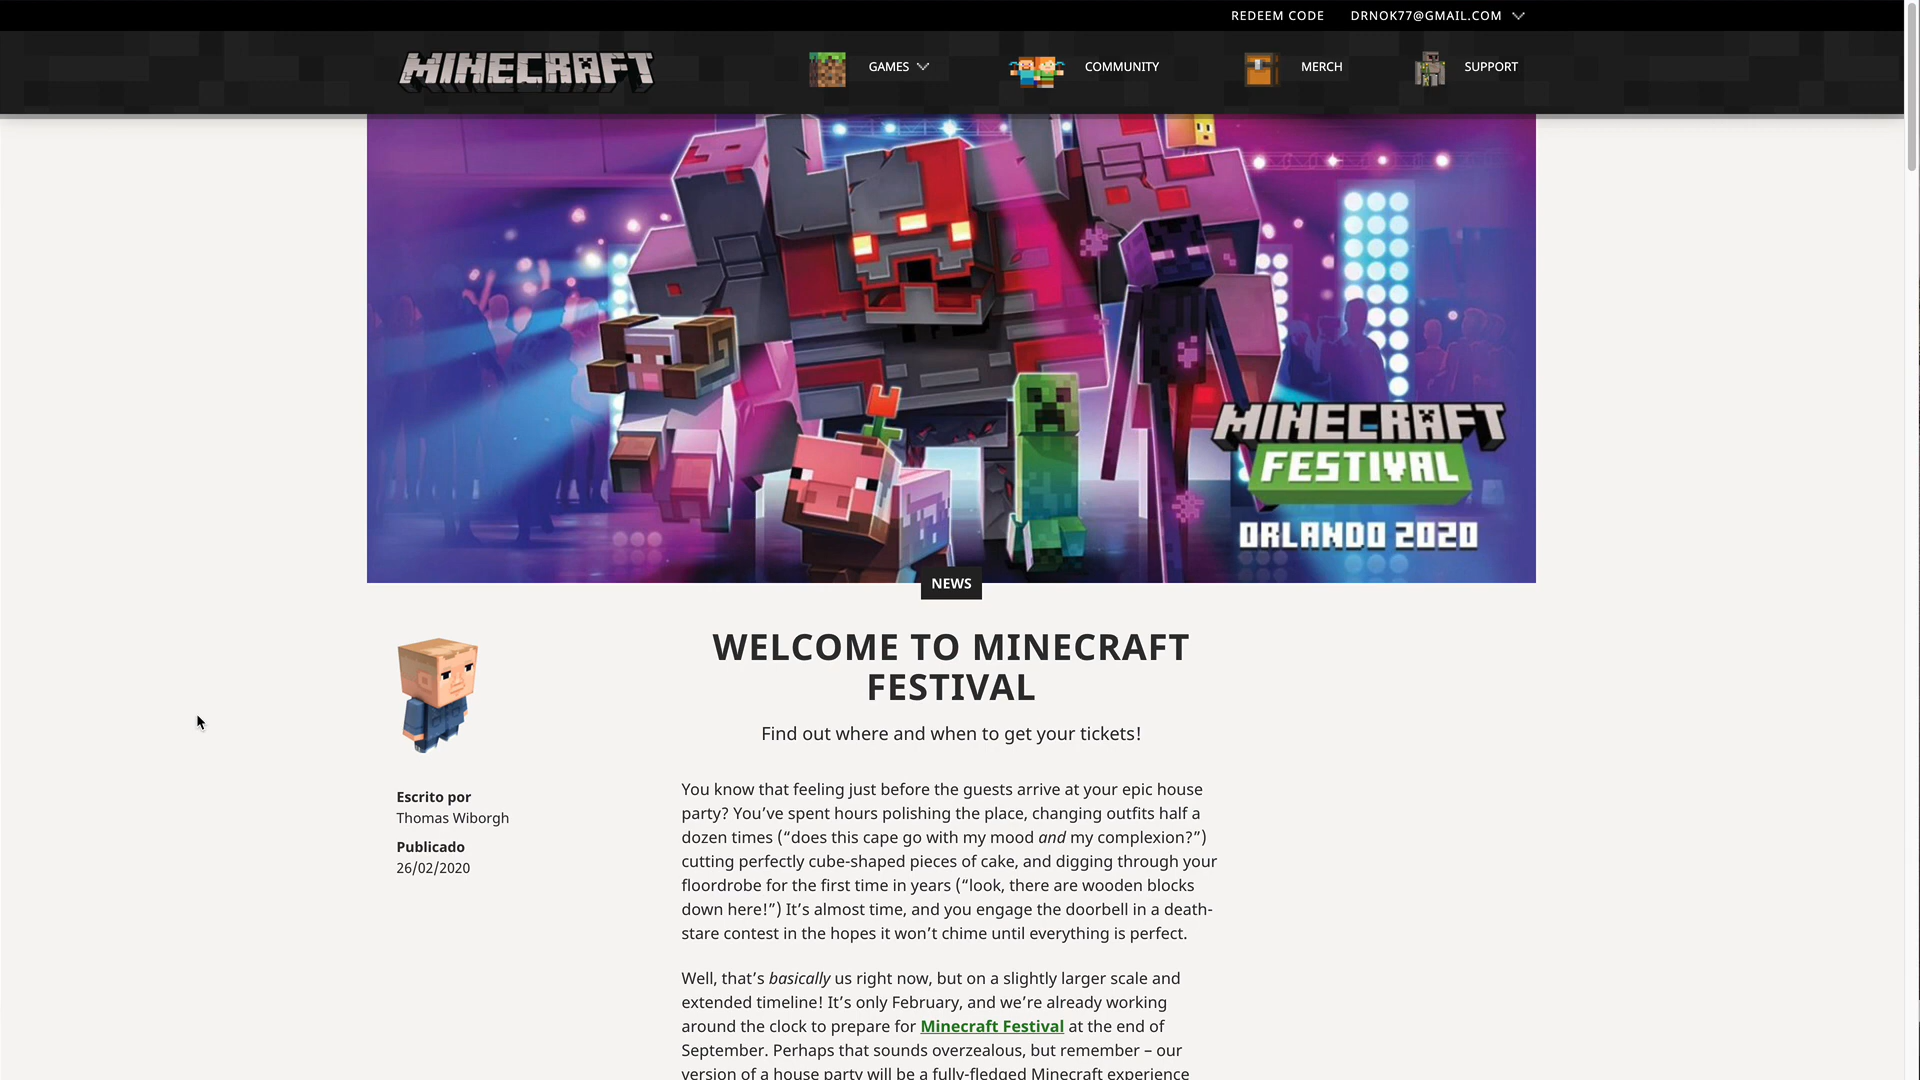 REDEEM CODE DRNOK77@GMAIL.COM
MINECRAFT GAMES COMMUNITY MERCH SUPPORT
MINECRAFT
FESTIVAL
ORLANDO 2020
NEWS
WELCOME TO MINECRAFT
FESTIVAL
Find out where and when to get your tickets!
Escrito por
Thomas Wiborgh
Publicado
26/02/2020
You know that feeling just before the guests arrive at your epic house
party? You’ve spent hours polishing the place, changing outfits half a
dozen times (“does this cape go with my mood and my complexion?”)
cutting perfectly cube-shaped pieces of cake, and digging through your
floordrobe for the first time in years (“look, there are wooden blocks
down here!”) It’s almost time, and you engage the doorbell in a death-
stare contest in the hopes it won’t chime until everything is perfect.
Well, that’s basically us right now, but on a slightly larger scale and
extended timeline! It’s only February, and we’re already working
around the clock to prepare for Minecraft Festival at the end of
September. Perhaps that sounds overzealous, but remember – our
version of a house party will be a fully-fledged Minecraft experience